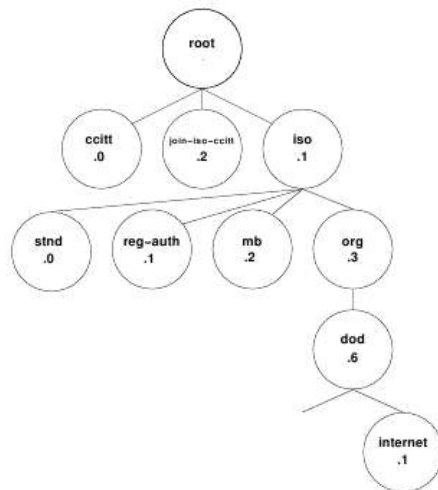 root
.
ccitt
.0
join-iso-ccitt
.2
iso
.1
stnd
.0
reg-auth
.1
mb
.2
org
.3
dod
.6
internet
.1